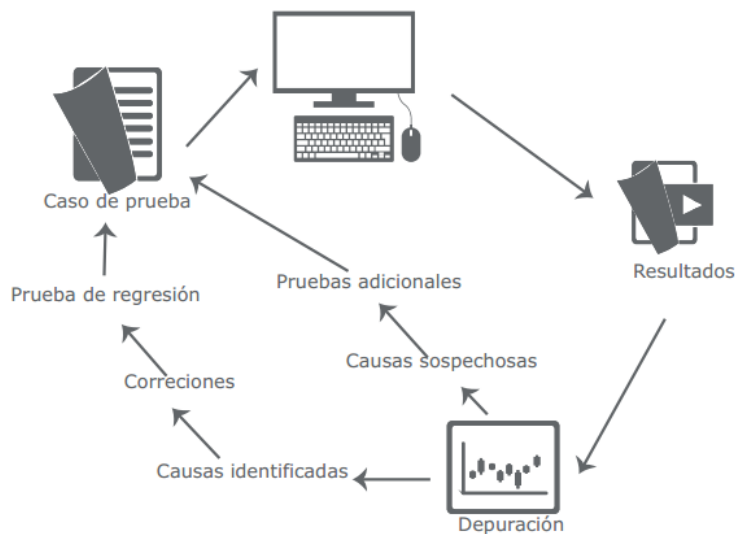 Caso de prueba
Resultados
Pruebas adicionales
Prueba de regresión
Causas sospechosas
Correciones
Causas identificadas
Depuración